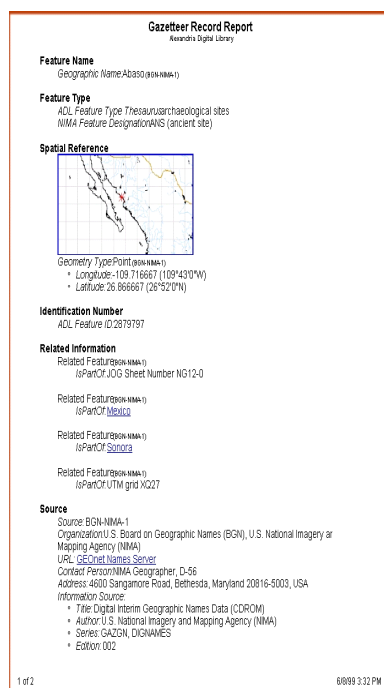 Gazetteer Record Report
Alexandria Digital Library
Feature Name
Geographic Name:Abaso (BGN-NIMA-1)
Feature Type
ADL Feature Type Thesaurus:archaeological sites
NIMA Feature Designation:ANS (ancient site)
Spatial Reference
Geometry Type:Point (BGN-NIMA-1)
• Longitude:-109.716667 (109°43'0"W)
• Latitude:26.866667 (26°52'0"N)
Identification Number
ADL Feature ID:2879797
Related Information
Related Feature(BGN-NIMA-1)
IsPartOf:JOG Sheet Number NG12-0
Related Feature(BGN-NIMA-1)
IsPartOf:Mexico
Related Feature(BGN-NIMA-1)
IsPartOf:Sonora
Related Feature(BGN-NIMA-1)
IsPartOf:UTM grid XQ27
Source
Source:BGN-NIMA-1
Organization:U.S. Board on Geographic Names (BGN), U.S. National Imagery ar
Mapping Agency (NIMA)
URL: GEOnet Names Server
Contact Person:NIMA Geographer, D-56
Address:4600 Sangamore Road, Bethesda, Maryland 20816-5003, USA
Information Source:
• Title:Digital Interim Geographic Names Data (CDROM)
• Author:U.S. National Imagery and Mapping Agency (NIMA)
• Series:GAZGN, DIGNAMES
• Edition:002
1 of 2 6/8/99 3:32 PM